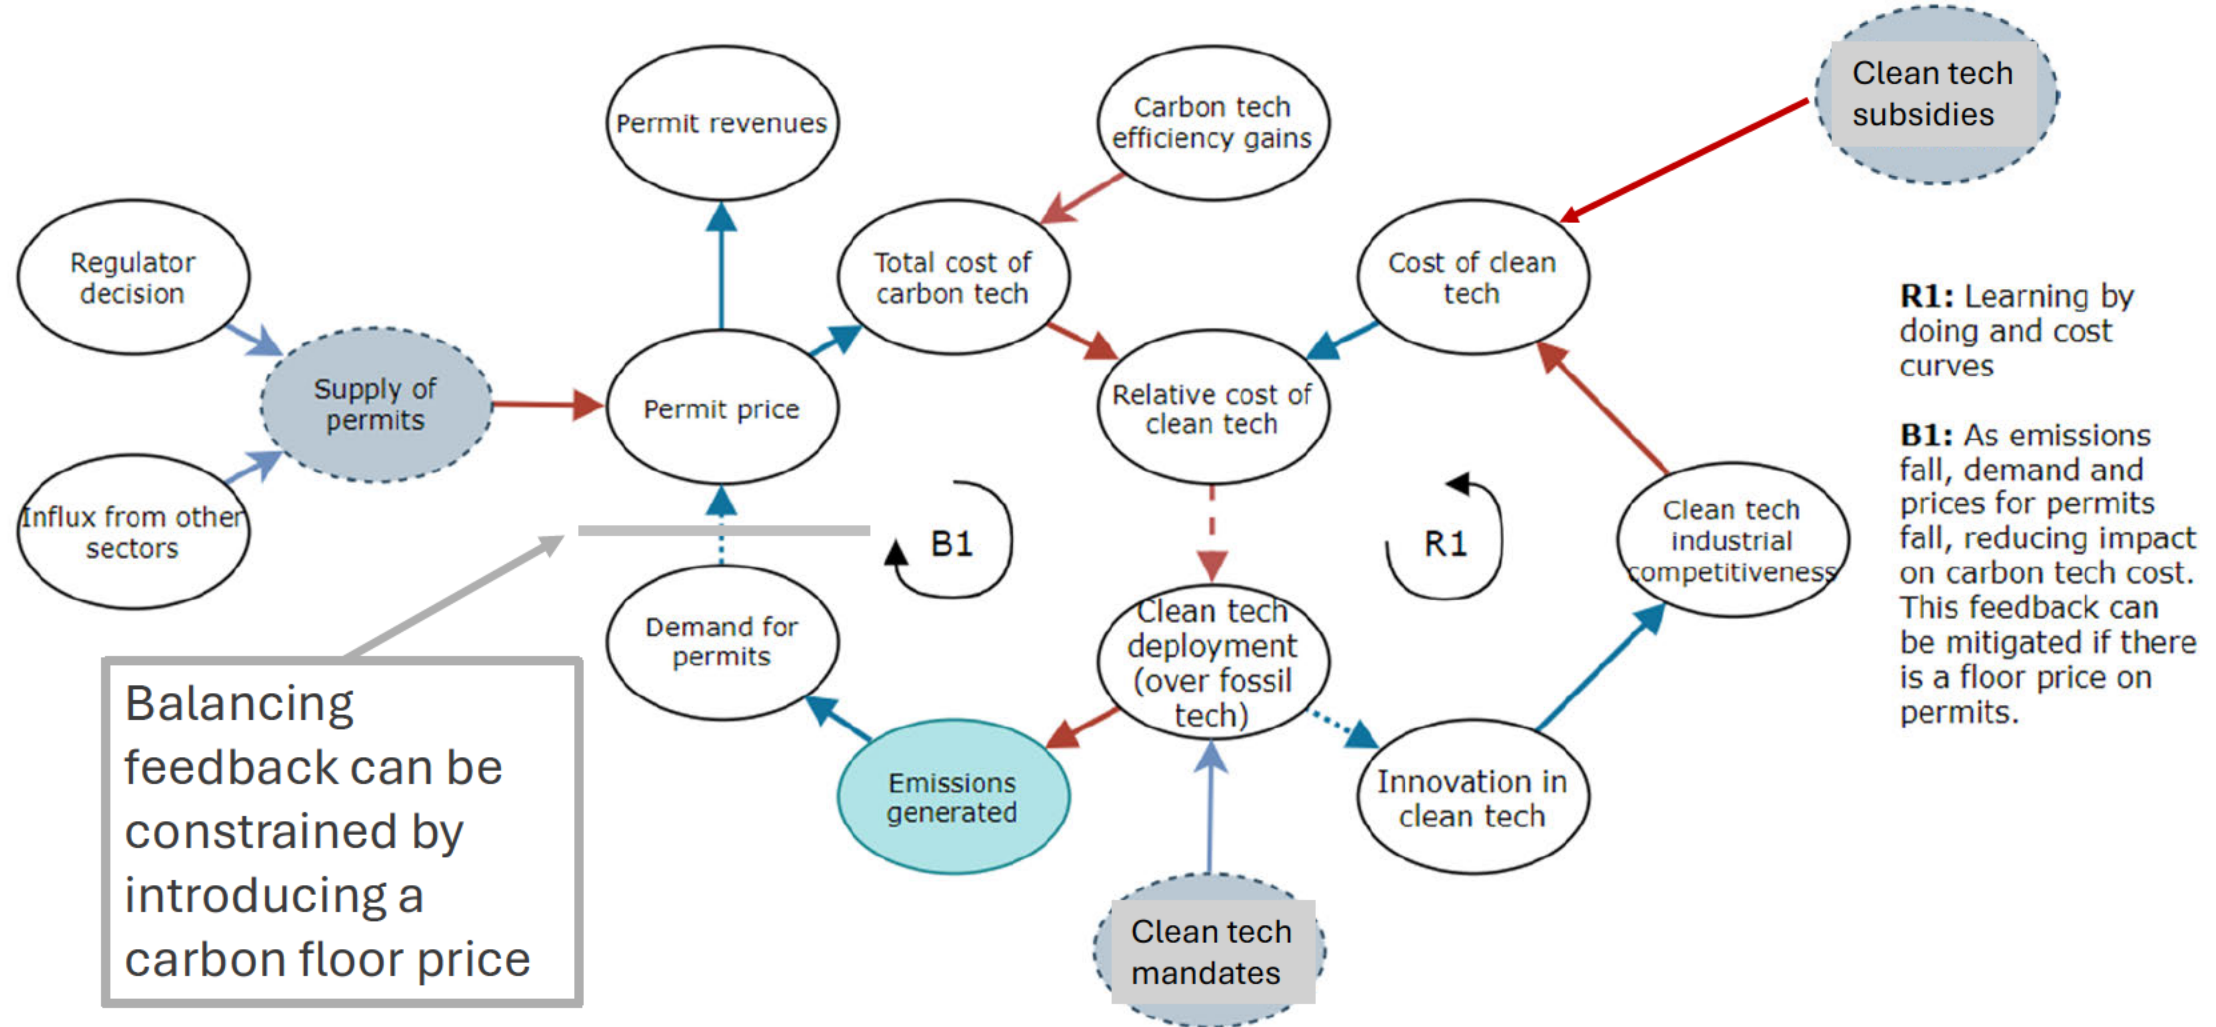 Permit revenues
Carbon tech
efficiency gains
Clean tech
subsidies
Regulator
decision
Total cost of
carbon tech
Cost of clean
tech
Supply of
permits
Permit price
Relative cost of
clean tech
Influx from other
sectors
B1
R1
Clean tech
industrial
competitiveness
Demand for
permits
Clean tech
deployment
(over fossil
tech)
Emissions
generated
Innovation in
clean tech
Clean tech
mandates
R1: Learning by
doing and cost
curves
B1: As emissions
fall, demand and
prices for permits
fall, reducing impact
on carbon tech cost.
This feedback can
be mitigated if there
is a floor price on
permits.
Balancing
feedback can be
constrained by
introducing a
carbon floor price